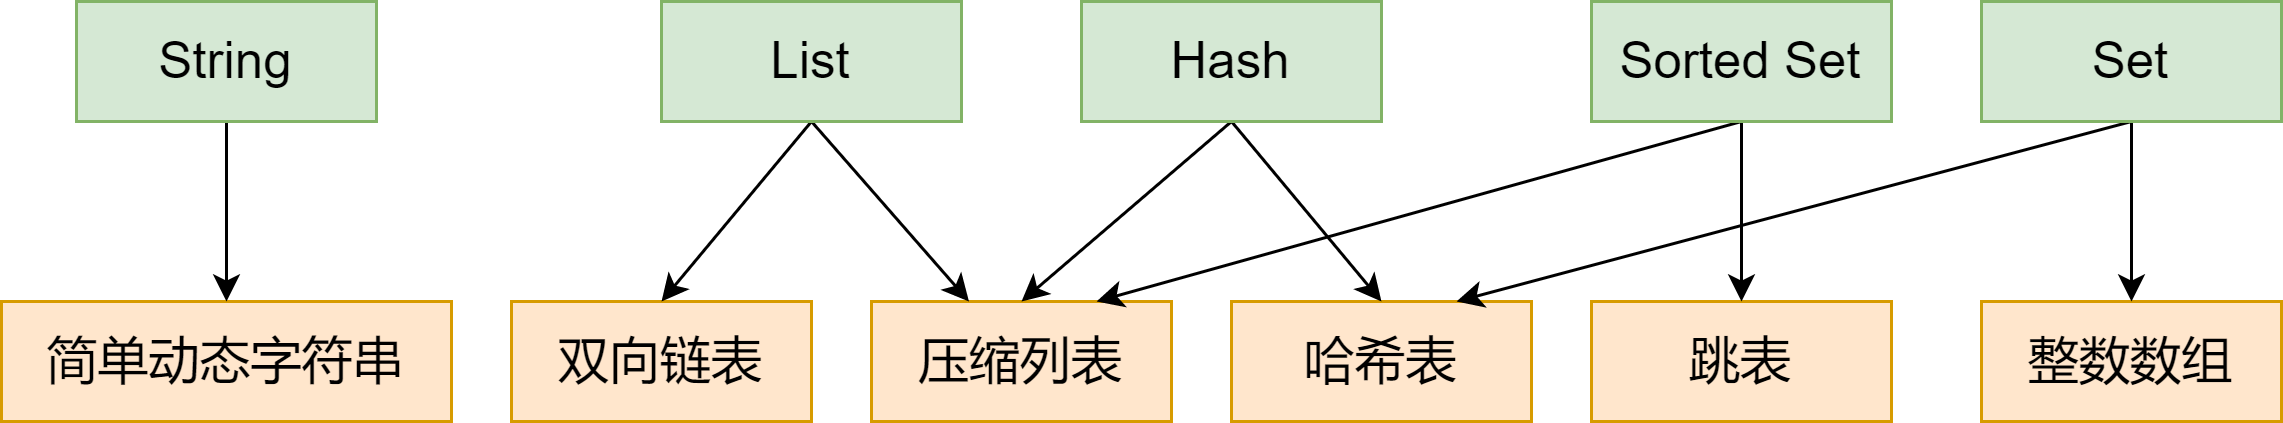 String
List
Hash
Sorted Set
Set
简单动态字符串
双向链表
压缩列表
哈希表
跳表
整数数组